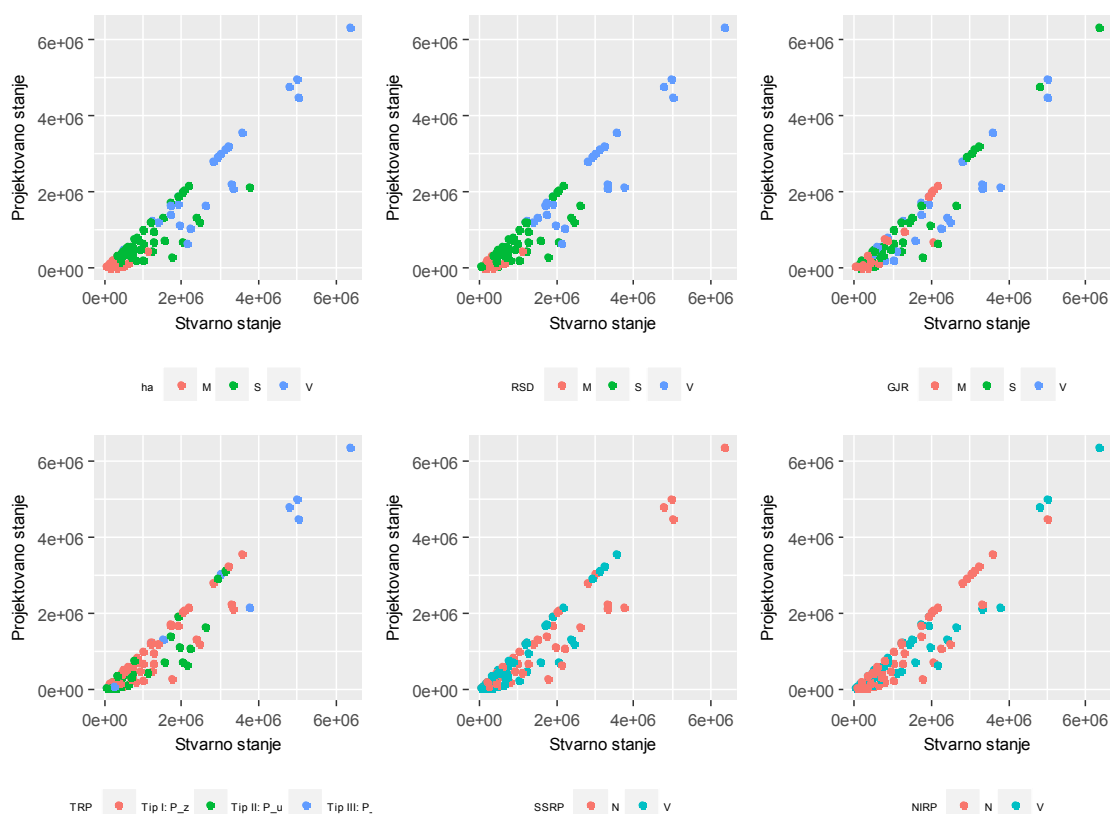 6e+06
4e+06
2e+06
0e+00
Projektovano stanje
0e+00 2e+06 4e+06 6e+06
Stvarno stanje
ha M S V
6e+06
4e+06
2e+06
0e+00
Projektovano stanje
0e+00 2e+06 4e+06 6e+06
Stvarno stanje
RSD M S V
6e+06
4e+06
2e+06
0e+00
Projektovano stanje
0e+00 2e+06 4e+06 6e+06
Stvarno stanje
GJR M S V
6e+06
4e+06
2e+06
0e+00
Projektovano stanje
0e+00 2e+06 4e+06 6e+06
Stvarno stanje
TRP Tip I: P_z Tip II: P_u Tip III: P_
6e+06
4e+06
2e+06
0e+00
Projektovano stanje
0e+00 2e+06 4e+06 6e+06
Stvarno stanje
SSRP N V
6e+06
4e+06
2e+06
0e+00
Projektovano stanje
0e+00 2e+06 4e+06 6e+06
Stvarno stanje
NIRP N V